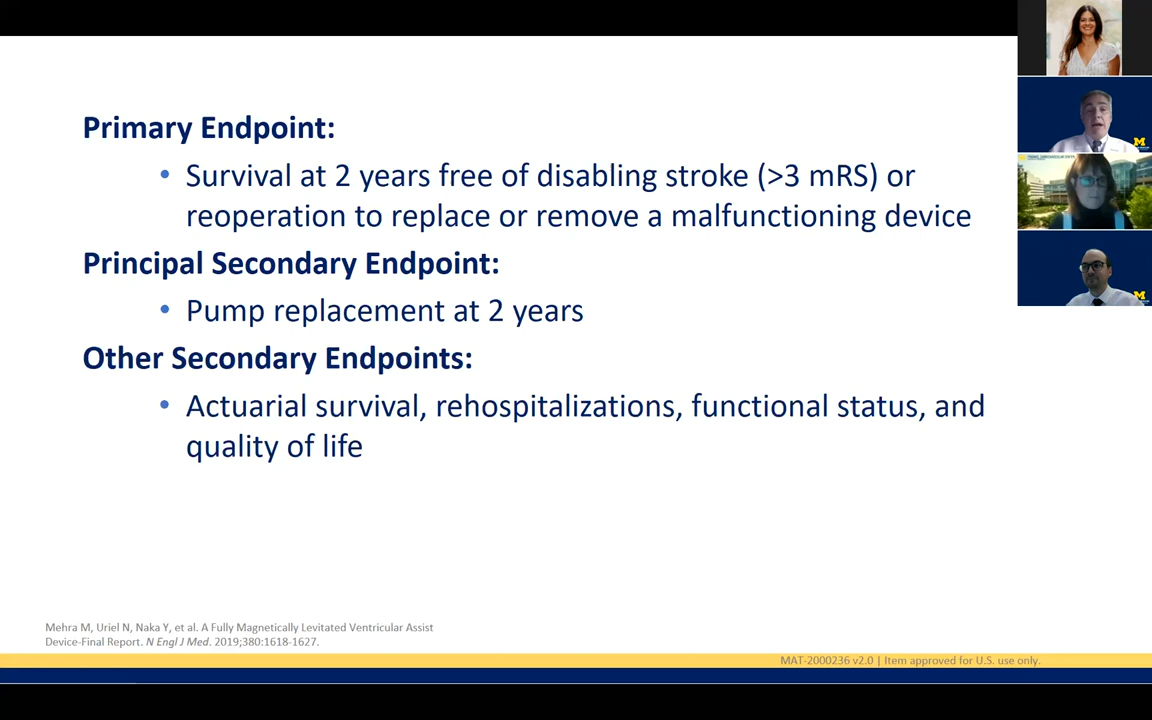 Primary Endpoint:
• Survival at 2 years free of disabling stroke (>3 mRS) or
reoperation to replace or remove a malfunctioning device
Principal Secondary Endpoint:
• Pump replacement at 2 years
Other Secondary Endpoints:
• Actuarial survival, rehospitalizations, functional status, and
quality of life
Mehra M, Uriel N, Naka Y, et al. A Fully Magnetically Levitated Ventricular Assist
Device-Final Report. N Engl J Med. 2019;380:1618-1627.
MAT-2000236 v2.0 | Item approved for U.S. use only.
M
M